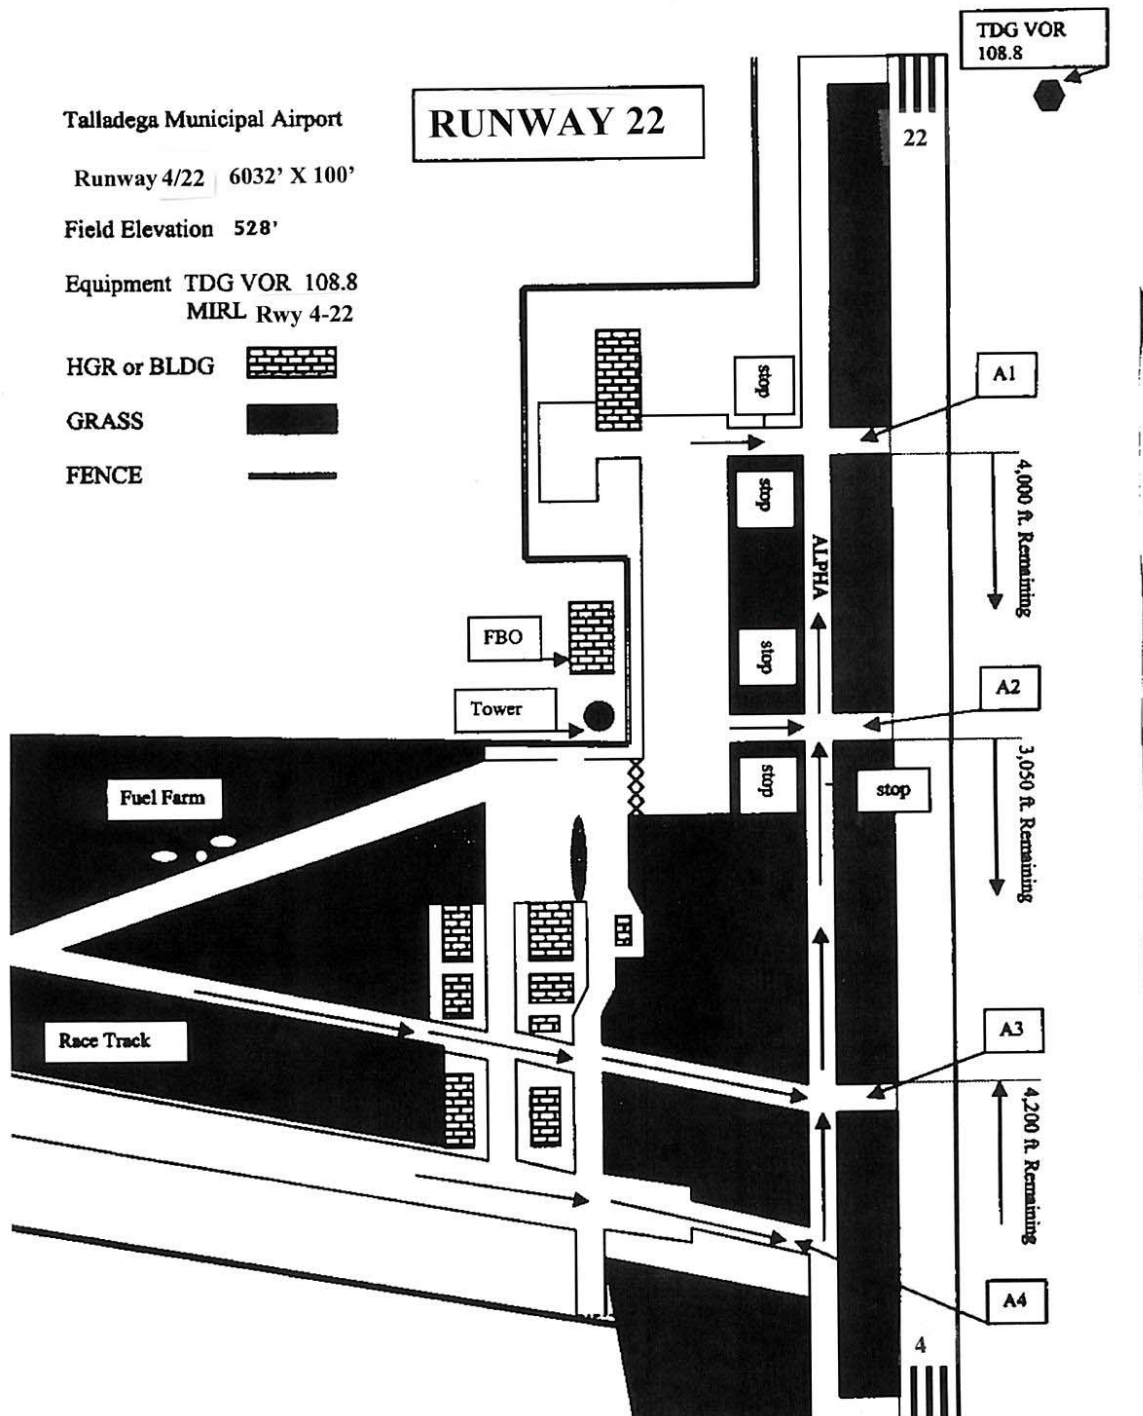 TDG VOR
108.8
Talladega Municipal Airport
RUNWAY 22
22
Runway 4/22 6032' X 100'
Field Elevation 528'
Equipment TDG VOR 108.8
MIRL Rwy 4-22
HGR or BLDG
GRASS
FENCE
stop
A1
stop
4,000 ft. Remaining
ALPHA
FBO
stop
A2
Tower
stop
stop
3,050 ft. Remaining
Fuel Farm
Race Track
A3
4,200 ft. Remaining
A4
4